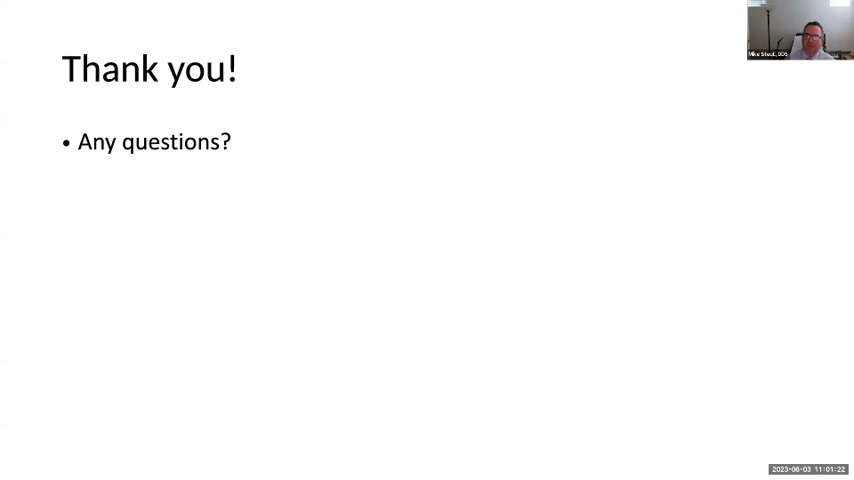 Thank you!
• Any questions?
Mike Stout, DDS
2023-06-03 11:01:22